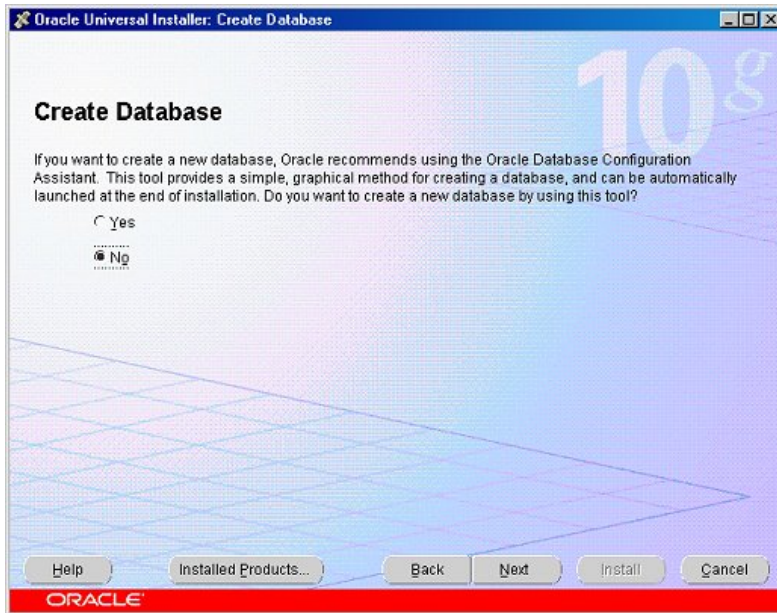 Oracle Universal Installer: Create Database
10g
Create Database
If you want to create a new database, Oracle recommends using the Oracle Database Configuration
Assistant. This tool provides a simple, graphical method for creating a database, and can be automatically
launched at the end of installation. Do you want to create a new database by using this tool?
Yes
No
Help
Installed Products...
Back
Next
Install
Cancel
ORACLE